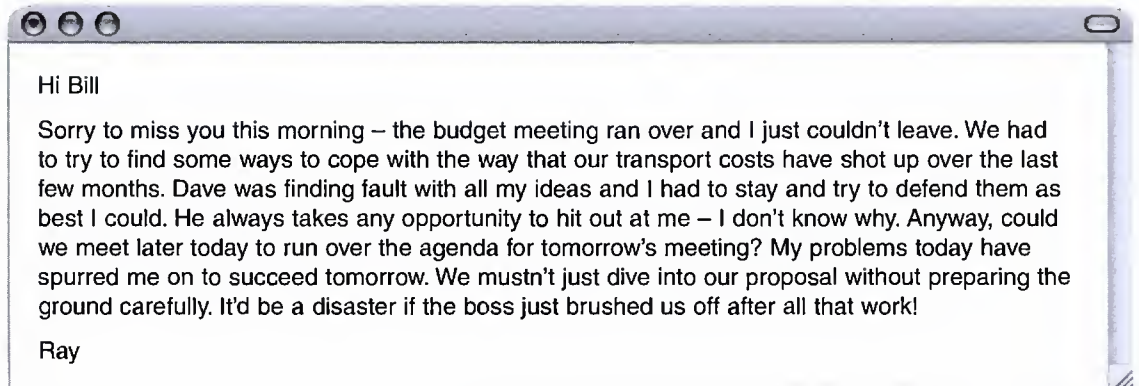 Hi Bill
Sorry to miss you this morning – the budget meeting ran over and I just couldn't leave. We had
to try to find some ways to cope with the way that our transport costs have shot up over the last
few months. Dave was finding fault with all my ideas and I had to stay and try to defend them as
best I could. He always takes any opportunity to hit out at me – I don't know why. Anyway, could
we meet later today to run over the agenda for tomorrow's meeting? My problems today have
spurred me on to succeed tomorrow. We mustn't just dive into our proposal without preparing the
ground carefully. It'd be a disaster if the boss just brushed us off after all that work!
Ray